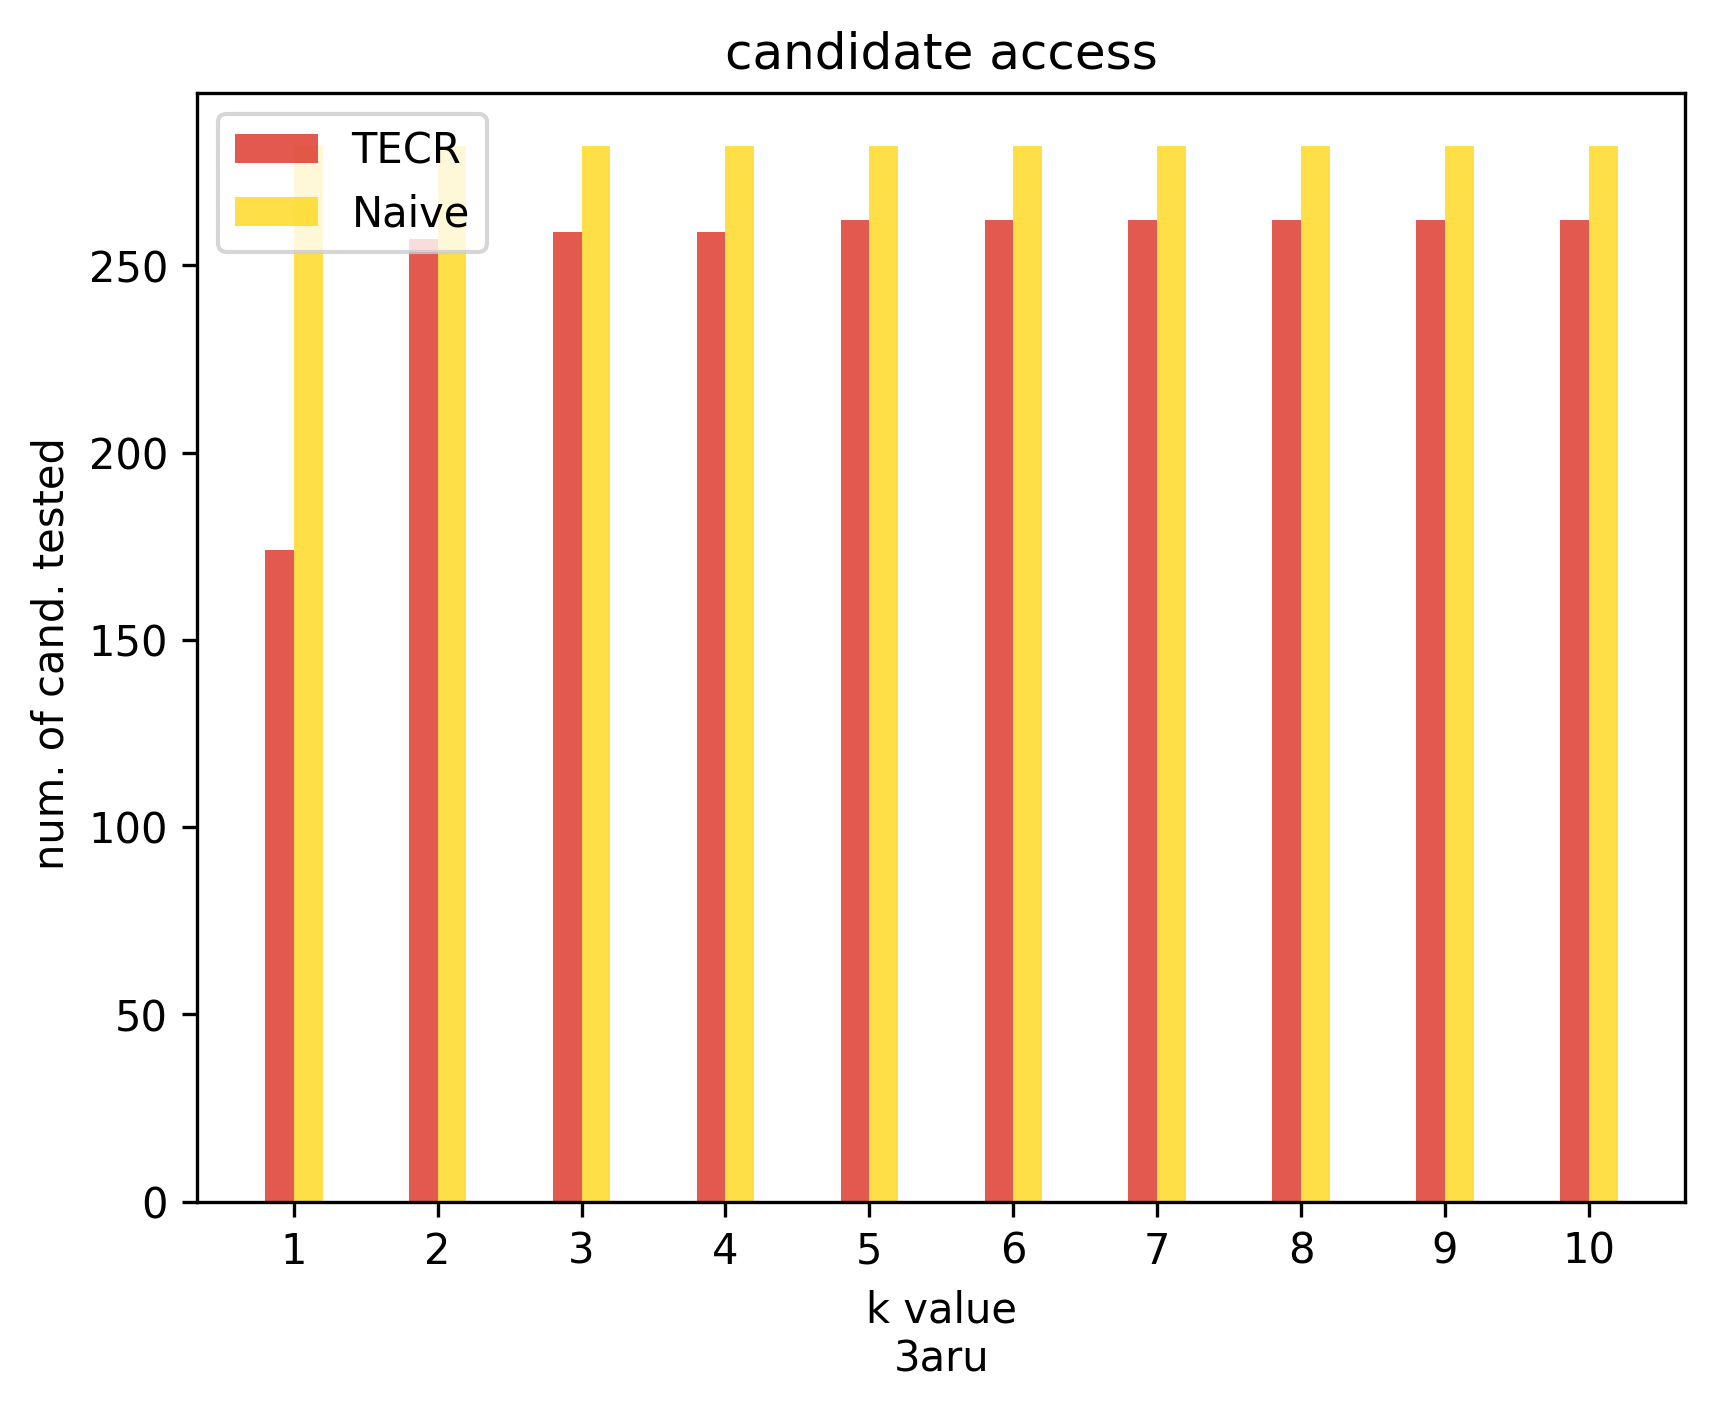 candidate access
TECR
Naive
250
200
150
100
50
0
num. of cand. tested
1 2 3 4 5 6 7 8 9 10
k value
3aru